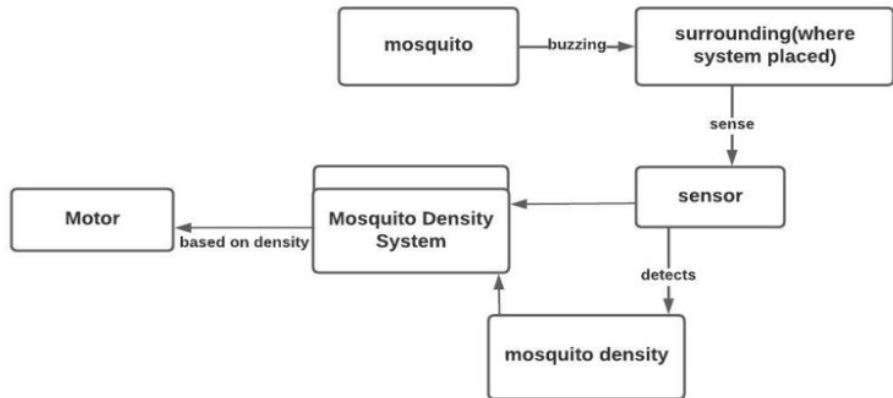 mosquito
buzzing
surrounding(where
system placed)
sense
sensor
Motor
based on density
Mosquito Density
System
detects
mosquito density